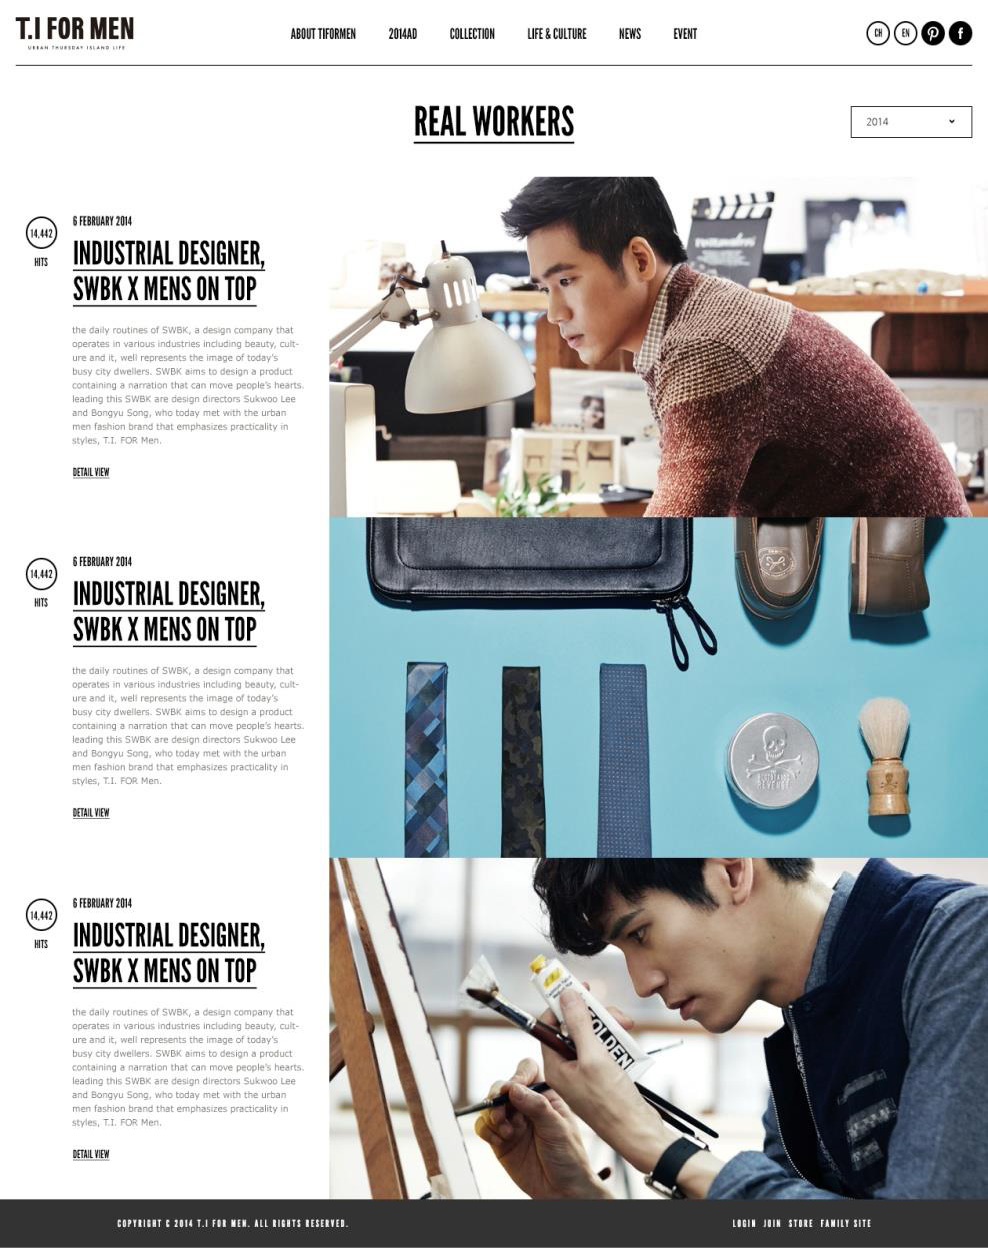 T.I FOR MEN
URBAN THURSDAY ISLAND LIFE
ABOUT TIFORMEN 2014AD COLLECTION LIFE & CULTURE NEWS EVENT
CH EN
REAL WORKERS
2014
6 FEBRUARY 2014
14,442
HITS
INDUSTRIAL DESIGNER,
SWBK X MENS ON TOP
the daily routines of SWBK, a design company that
operates in various industries including beauty, cult-
ure and it, well represents the image of today's
busy city dwellers. SWBK aims to design a product
containing a narration that can move people's hearts.
leading this SWBK are design directors Sukwoo Lee
and Bongyu Song, who today met with the urban
men fashion brand that emphasizes practicality in
styles, T.I. FOR Men.
DETAIL VIEW
6 FEBRUARY 2014
14,442
HITS
INDUSTRIAL DESIGNER,
SWBK X MENS ON TOP
the daily routines of SWBK, a design company that
operates in various industries including beauty, cult-
ure and it, well represents the image of today's
busy city dwellers. SWBK aims to design a product
containing a narration that can move people's hearts.
leading this SWBK are design directors Sukwoo Lee
and Bongyu Song, who today met with the urban
men fashion brand that emphasizes practicality in
styles, T.I. FOR Men.
DETAIL VIEW
REVENGE
6 FEBRUARY 2014
14,442
HITS
INDUSTRIAL DESIGNER,
SWBK X MENS ON TOP
the daily routines of SWBK, a design company that
operates in various industries including beauty, cult-
ure and it, well represents the image of today's
busy city dwellers. SWBK aims to design a product
containing a narration that can move people's hearts.
leading this SWBK are design directors Sukwoo Lee
and Bongyu Song, who today met with the urban
men fashion brand that emphasizes practicality in
styles, T.I. FOR Men.
DETAIL VIEW
GOLDEN
COPYRIGHT © 2014 T.I FOR MEN. ALL RIGHTS RESERVED.
LOGIN JOIN STORE FAMILY SITE